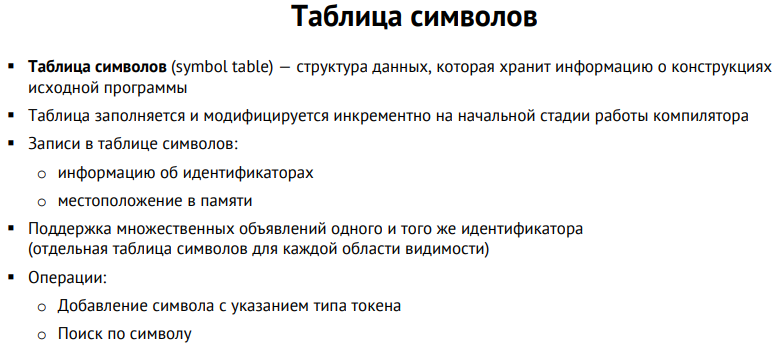 Таблица символов
▪ Таблица символов (symbol table) — структура данных, которая хранит информацию о конструкциях
исходной программы
▪ Таблица заполняется и модифицируется инкрементно на начальной стадии работы компилятора
▪ Записи в таблице символов:
o информацию об идентификаторах
o местоположение в памяти
▪ Поддержка множественных объявлений одного и того же идентификатора
(отдельная таблица символов для каждой области видимости)
▪ Операции:
o Добавление символа с указанием типа токена
o Поиск по символу